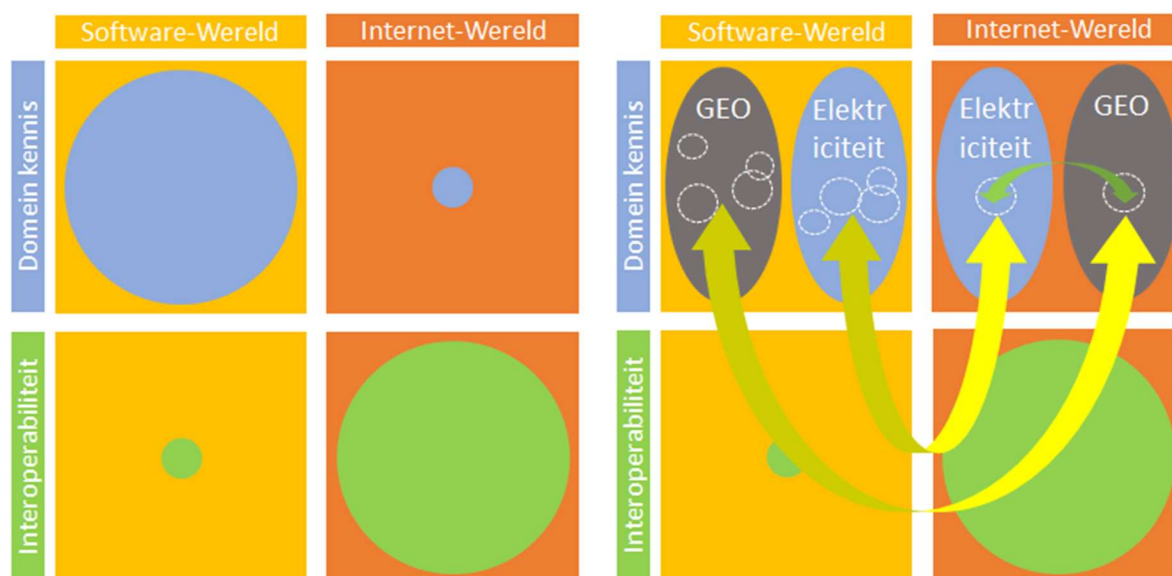 Software-Wereld
Internet-Wereld
Domein kennis
Interoperabiliteit
Software-Wereld
Internet-Wereld
Domein kennis
GEO
Elektr
iciteit
Elektr
iciteit
GEO
Interoperabiliteit